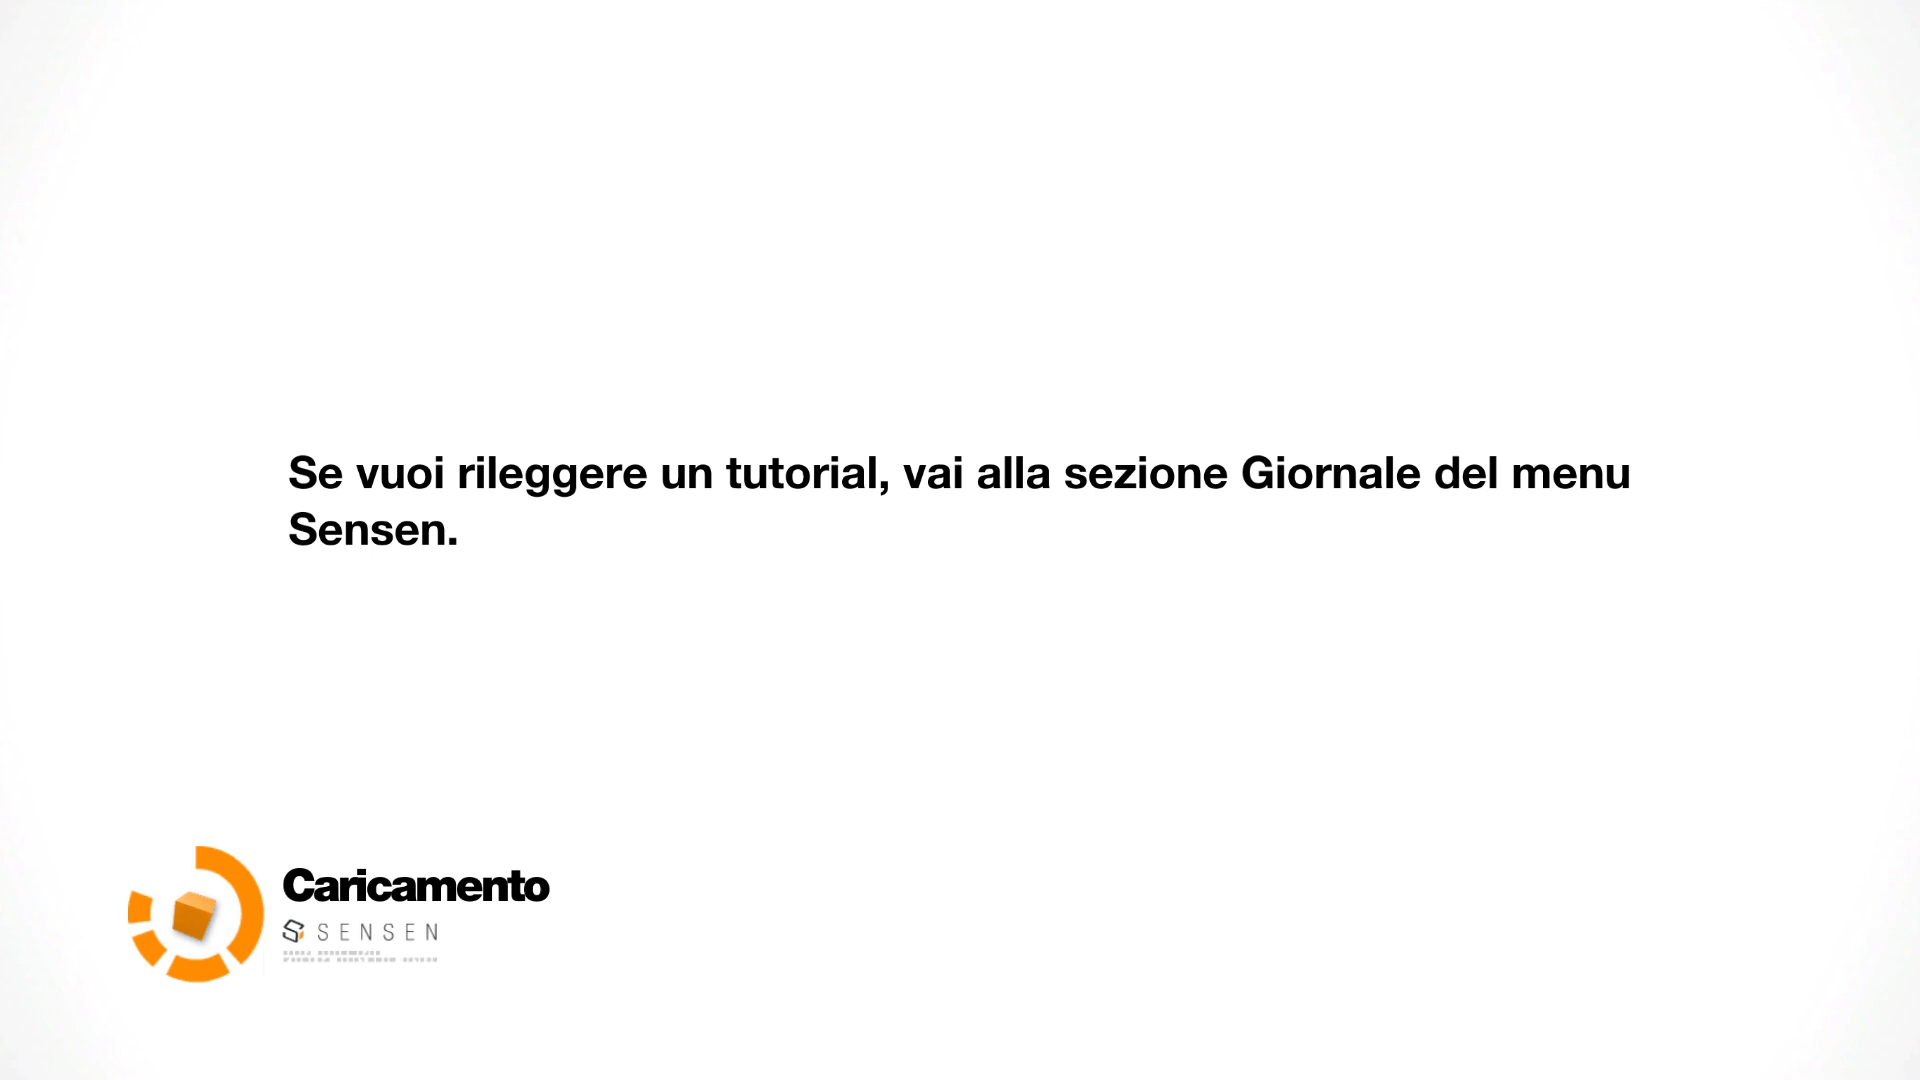 Se vuoi rileggere un tutorial, vai alla sezione Giornale del menu
Sensen.
Caricamento
SENSEN